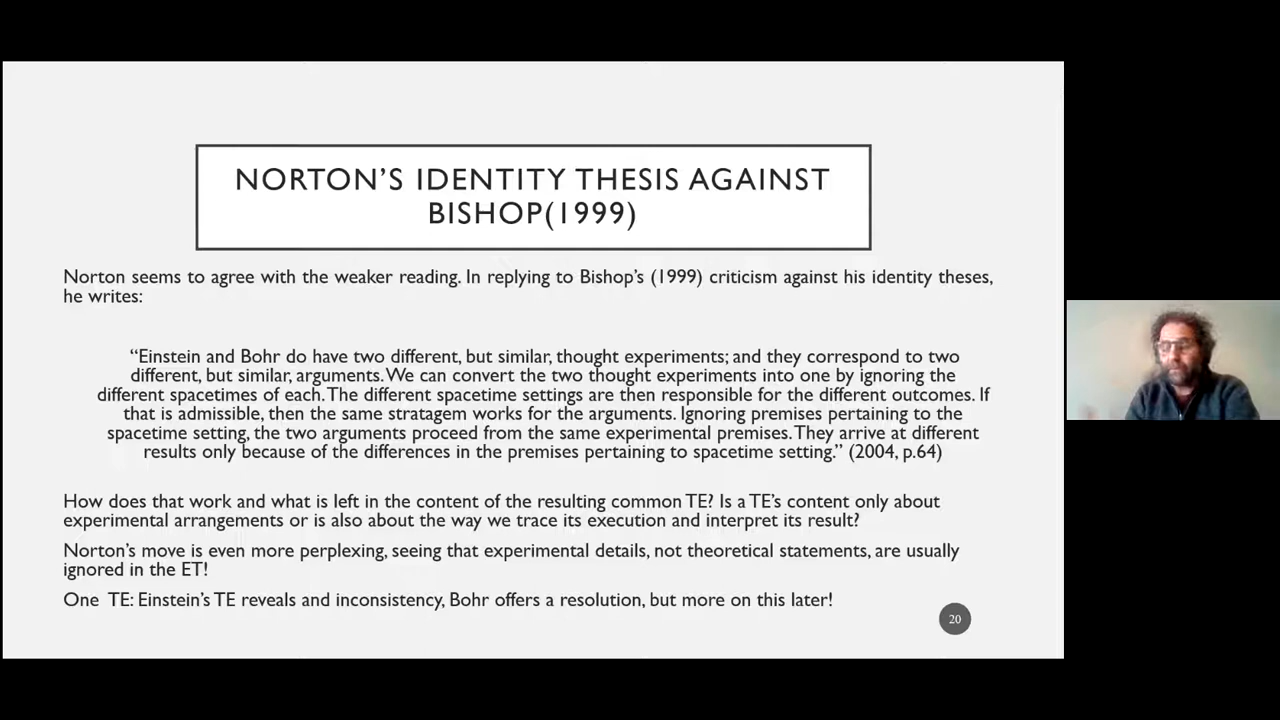 NORTON’S IDENTITY THESIS AGAINST
BISHOP(1999)
Norton seems to agree with the weaker reading. In replying to Bishop’s (1999) criticism against his identity theses,
he writes:
“Einstein and Bohr do have two different, but similar, thought experiments; and they correspond to two
different, but similar, arguments. We can convert the two thought experiments into one by ignoring the
different spacetimes of each. The different spacetime settings are then responsible for the different outcomes. If
that is admissible, then the same stratagem works for the arguments. Ignoring premises pertaining to the
spacetime setting, the two arguments proceed from the same experimental premises. They arrive at different
results only because of the differences in the premises pertaining to spacetime setting.” (2004, p.64)
How does that work and what is left in the content of the resulting common TE? Is a TE’s content only about
experimental arrangements or is also about the way we trace its execution and interpret its result?
Norton’s move is even more perplexing, seeing that experimental details, not theoretical statements, are usually
ignored in the ET!
One TE: Einstein’s TE reveals and inconsistency, Bohr offers a resolution, but more on this later!
20